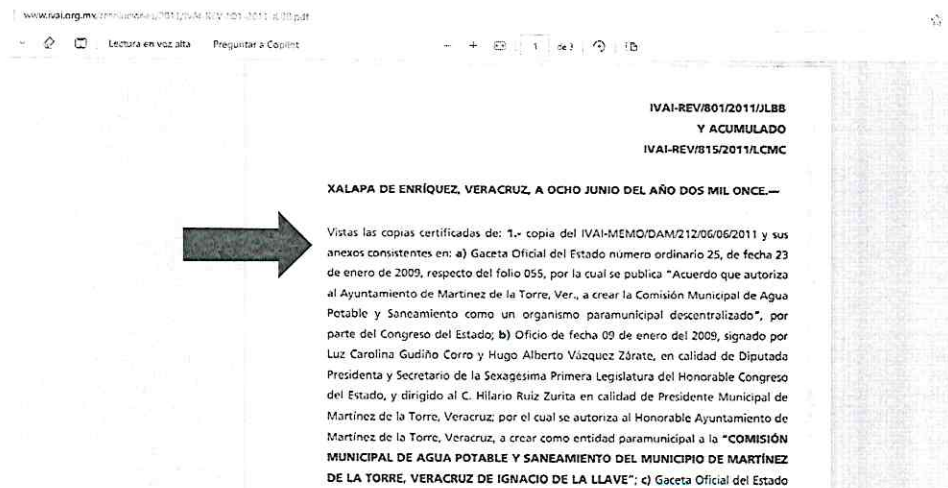 Lectura en voz alta Preguntar a Copilot 1 de 3
IVAI-REV/801/2011/JLBB
Y ACUMULADO
IVAI-REV/815/2011/LCMC
XALAPA DE ENRÍQUEZ, VERACRUZ, A OCHO JUNIO DEL AÑO DOS MIL ONCE.—
Vistas las copias certificadas de: 1.- copia del IVAI-MEMO/DAM/212/06/06/2011 y sus
anexos consistentes en: a) Gaceta Oficial del Estado número ordinario 25, de fecha 23
de enero de 2009, respecto del folio 055, por la cual se publica "Acuerdo que autoriza
al Ayuntamiento de Martinez de la Torre, Ver., a crear la Comisión Municipal de Agua
Potable y Saneamiento como un organismo paramunicipal descentralizado", por
parte del Congreso del Estado; b) Oficio de fecha 09 de enero del 2009, signado por
Luz Carolina Gudiño Corro y Hugo Alberto Vázquez Zárate, en calidad de Diputada
Presidenta y Secretario de la Sexagesima Primera Legislatura del Honorable Congreso
del Estado, y dirigido al C. Hilario Ruiz Zurita en calidad de Presidente Municipal de
Martínez de la Torre, Veracruz; por el cual se autoriza al Honorable Ayuntamiento de
Martínez de la Torre, Veracruz, a crear como entidad paramunicipal a la "COMISIÓN
MUNICIPAL DE AGUA POTABLE Y SANEAMIENTO DEL MUNICIPIO DE MARTÍNEZ
DE LA TORRE, VERACRUZ DE IGNACIO DE LA LLAVE"; c) Gaceta Oficial del Estado